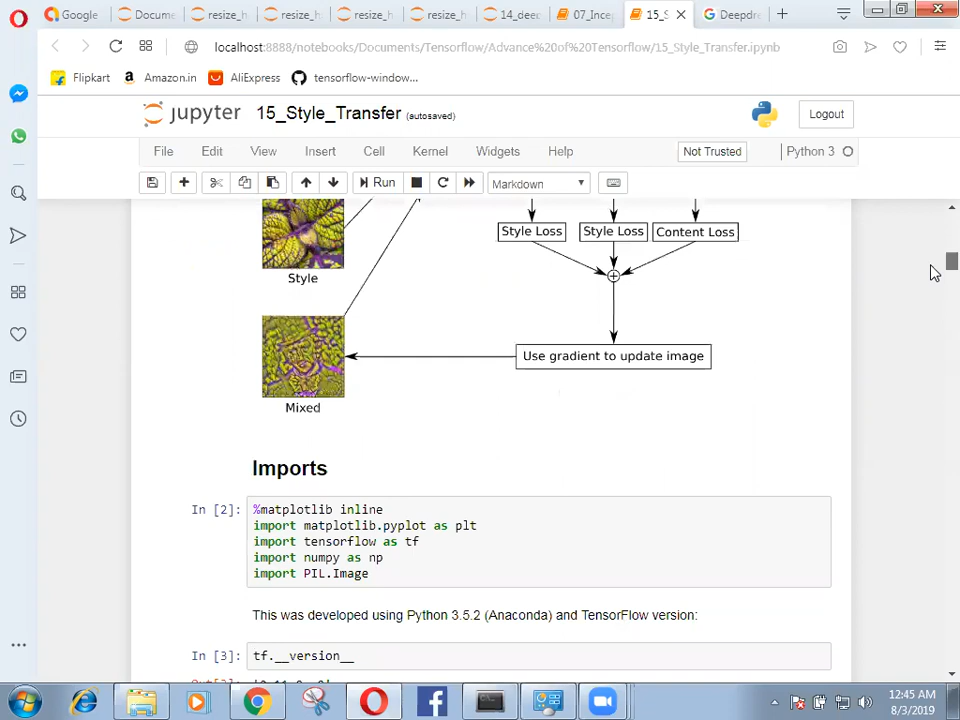 Google
Docume
resize_h
resize_h
resize_h
resize_h
14_deec
07_Incep
15_S
Deepdre
localhost:8888/notebooks/Documents/Tensorflow/Advance%20of%20Tensorflow/15_Style_Transfer.ipynb
Flipkart
Amazon.in
AliExpress
tensorflow-window...
jupyter
15_Style_Transfer (autosaved)
Logout
File Edit View Insert Cell Kernel Widgets Help
Not Trusted
Python 3
Run
Markdown
Style Loss
Style Loss
Content Loss
Style
Use gradient to update image
Mixed
Imports
In [2]:
%matplotlib inline
import matplotlib.pyplot as plt
import tensorflow as tf
import numpy as np
import PIL.Image
This was developed using Python 3.5.2 (Anaconda) and TensorFlow version:
In [3]:
tf.__version__
12:45 AM
8/3/2019